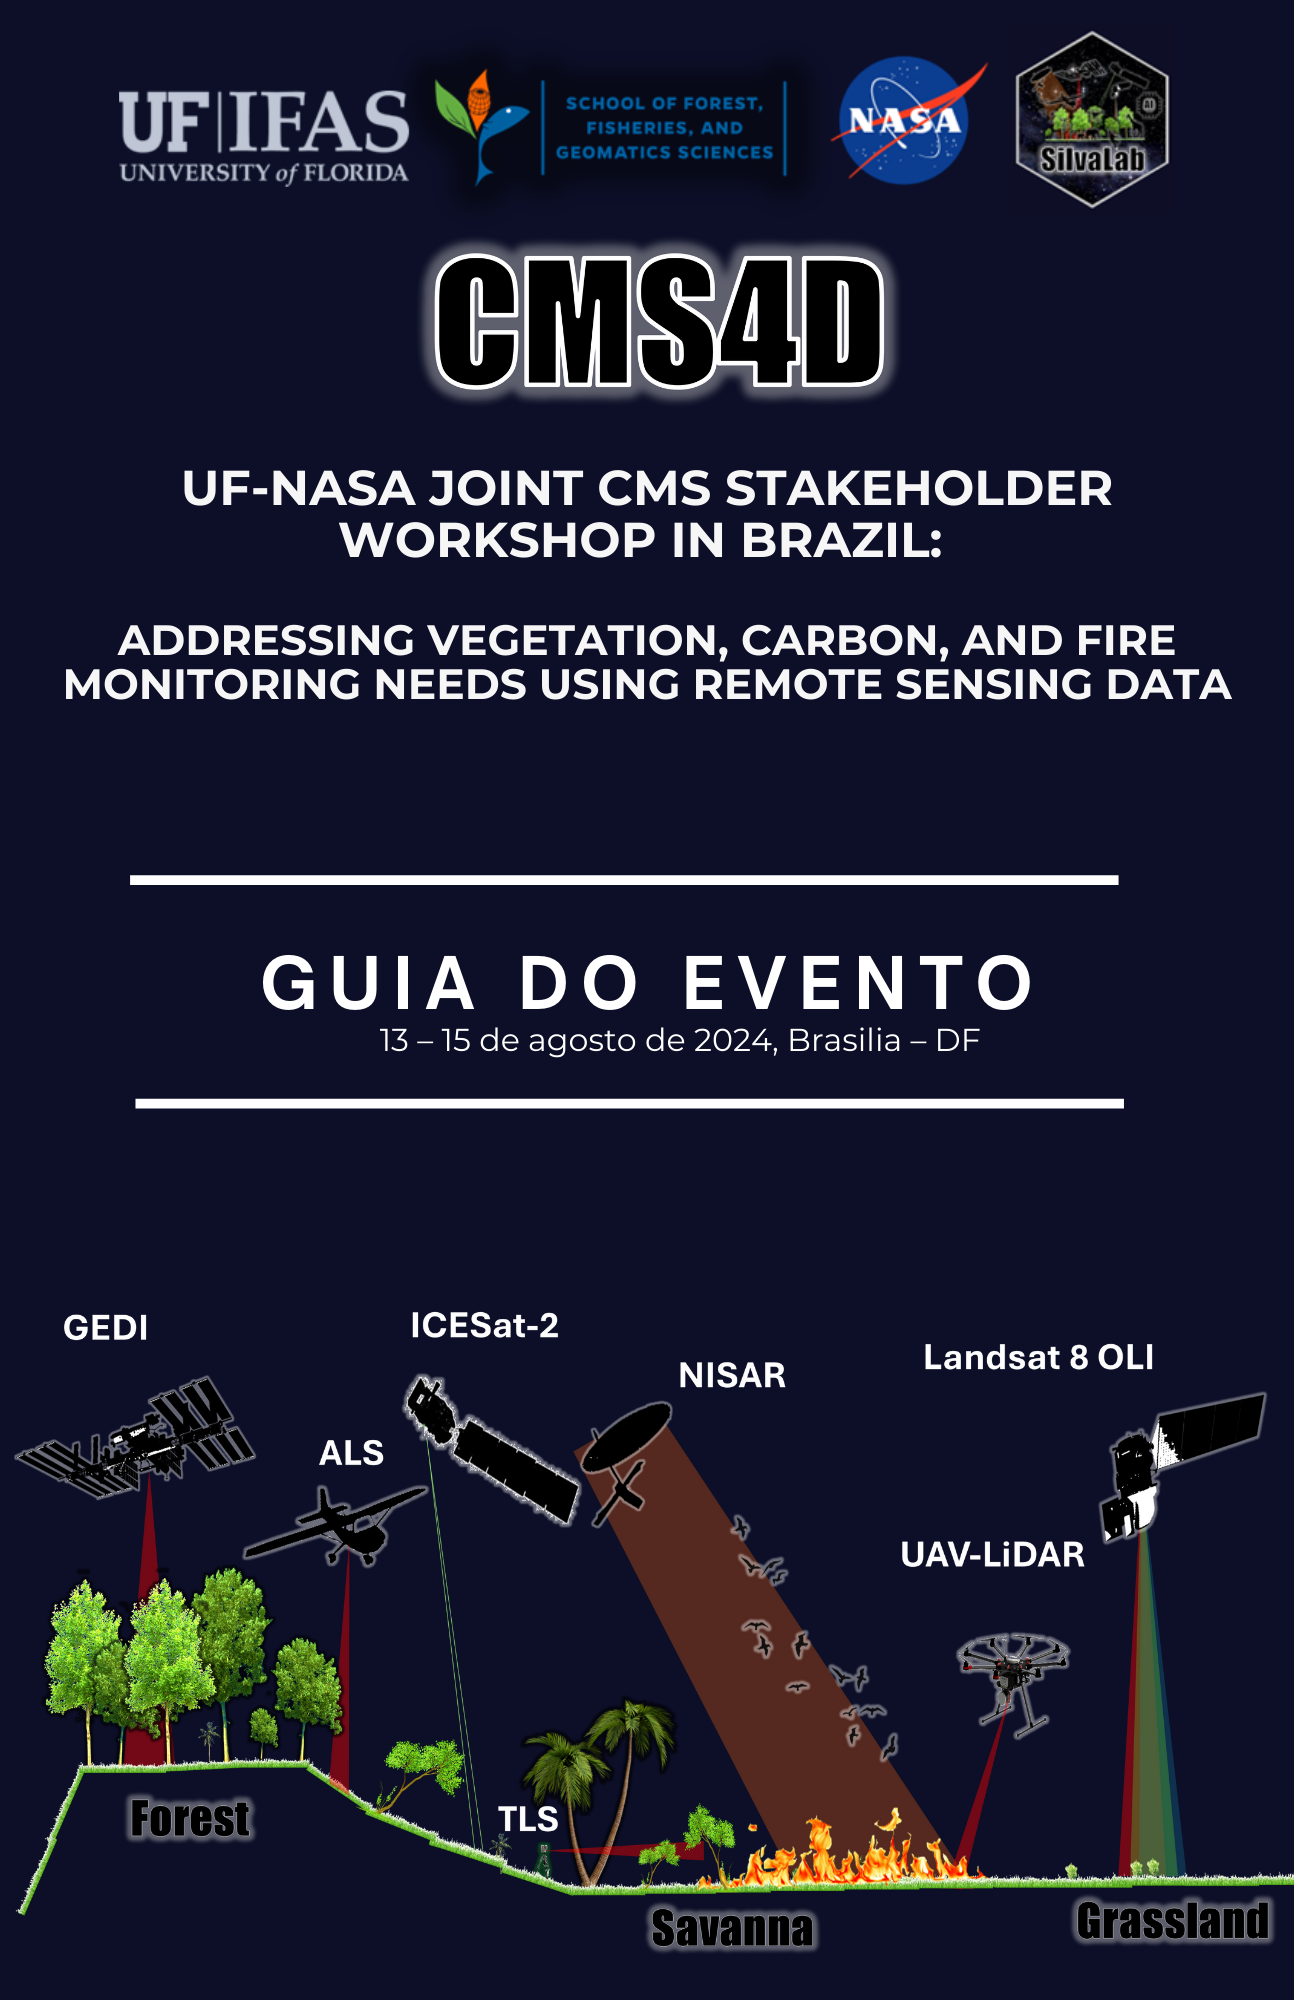 UF|IFAS
UNIVERSITY of FLORIDA
SCHOOL OF FOREST,
FISHERIES, AND
GEOMATICS SCIENCES
NASA
AI
SilvaLab
CMS4D
UF-NASA JOINT CMS STAKEHOLDER
WORKSHOP IN BRAZIL:
ADDRESSING VEGETATION, CARBON, AND FIRE
MONITORING NEEDS USING REMOTE SENSING DATA
GUIA DO EVENTO
13 – 15 de agosto de 2024, Brasilia – DF
GEDI
ICESat-2
NISAR
Landsat 8 OLI
ALS
UAV-LiDAR
TLS
Forest
Savanna
Grassland